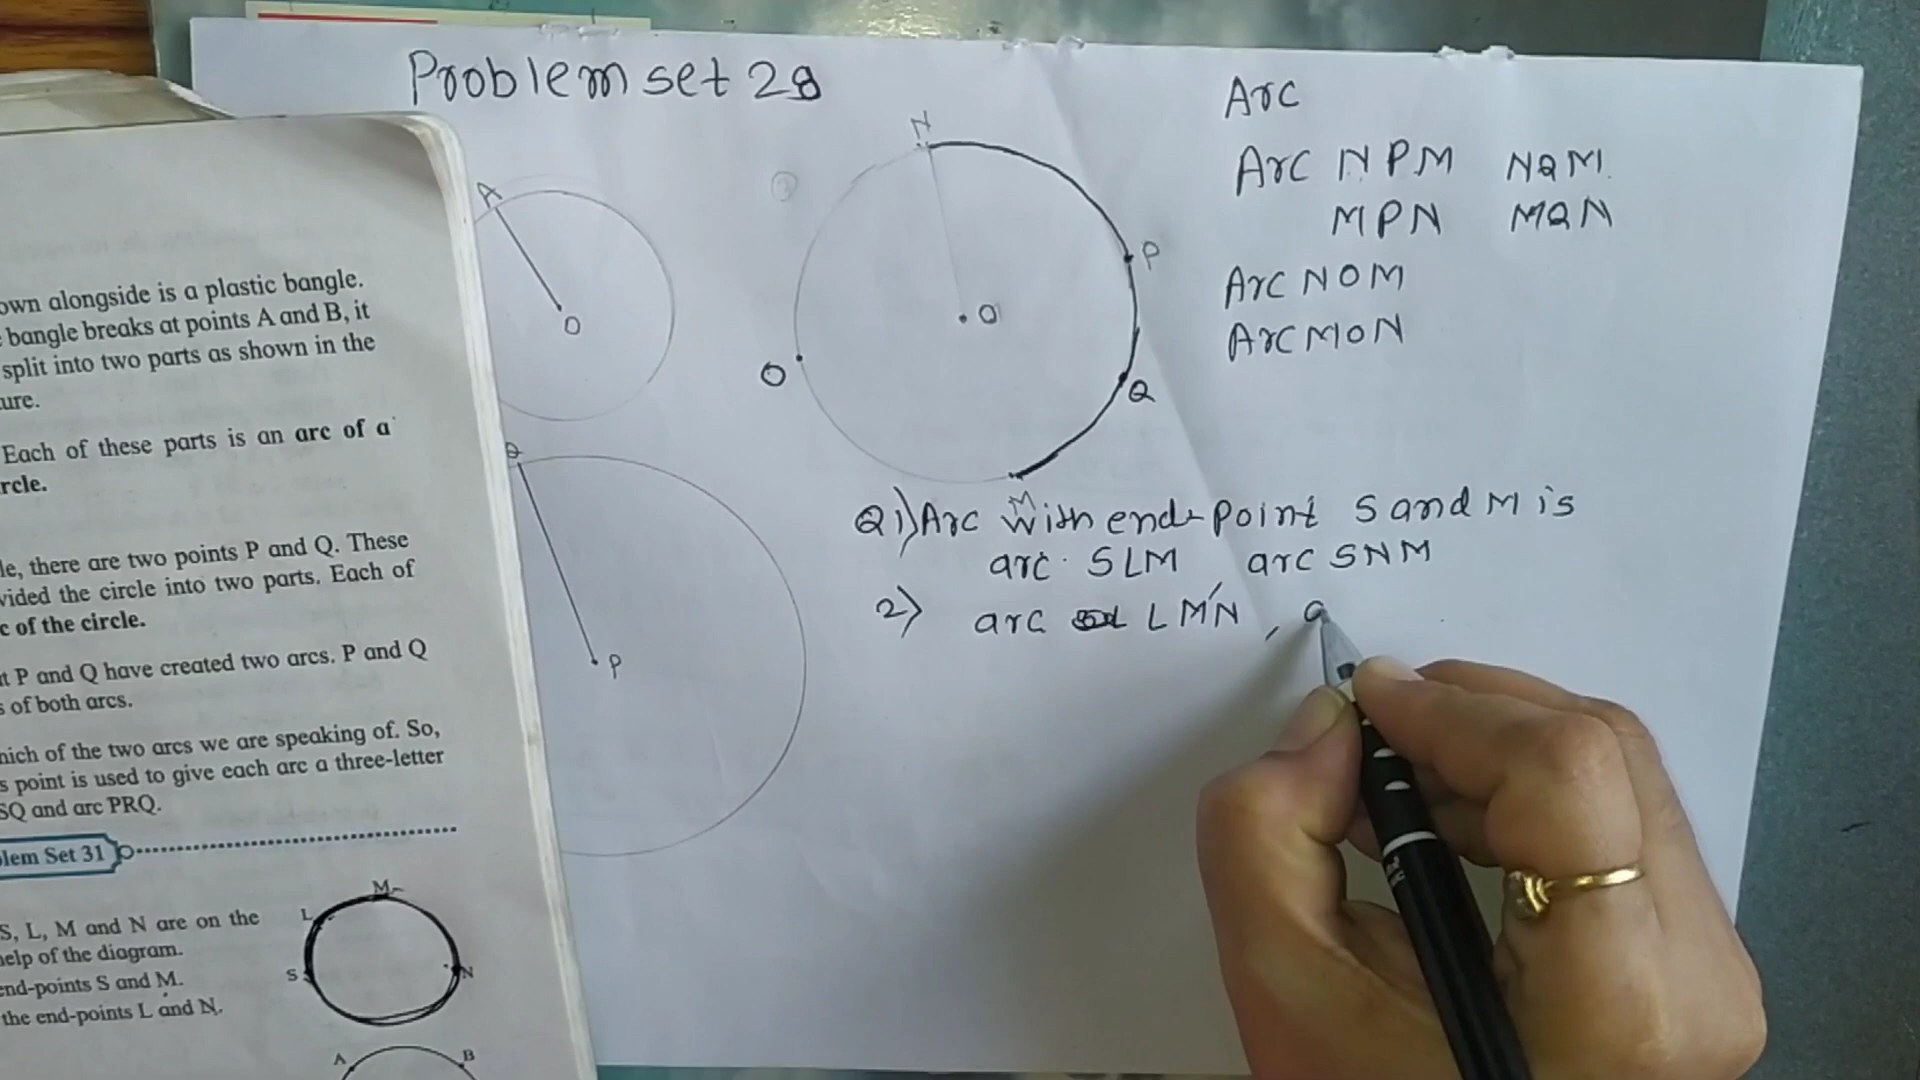 Problem set 28
Arc
Arc NPM NQM
MPN MQN
Arc NOM
Arc MON
N
P
O
O
Q
M
A
O
Q
P
Q1) Arc with end-point S and M is
arc. SLM arc SNM
2) arc LMN, a
own alongside is a plastic bangle.
bangle breaks at points A and B, it
split into two parts as shown in the
ure.
Each of these parts is an arc of a
rcle.
le, there are two points P and Q. These
vided the circle into two parts. Each of
c of the circle.
t P and Q have created two arcs. P and Q
s of both arcs.
hich of the two arcs we are speaking of. So,
s point is used to give each arc a three-letter
SQ and arc PRQ.
lem Set 31
S, L, M and N are on the
help of the diagram.
end-points S and M.
the end-points L and N.
M
L
S
N
A
B